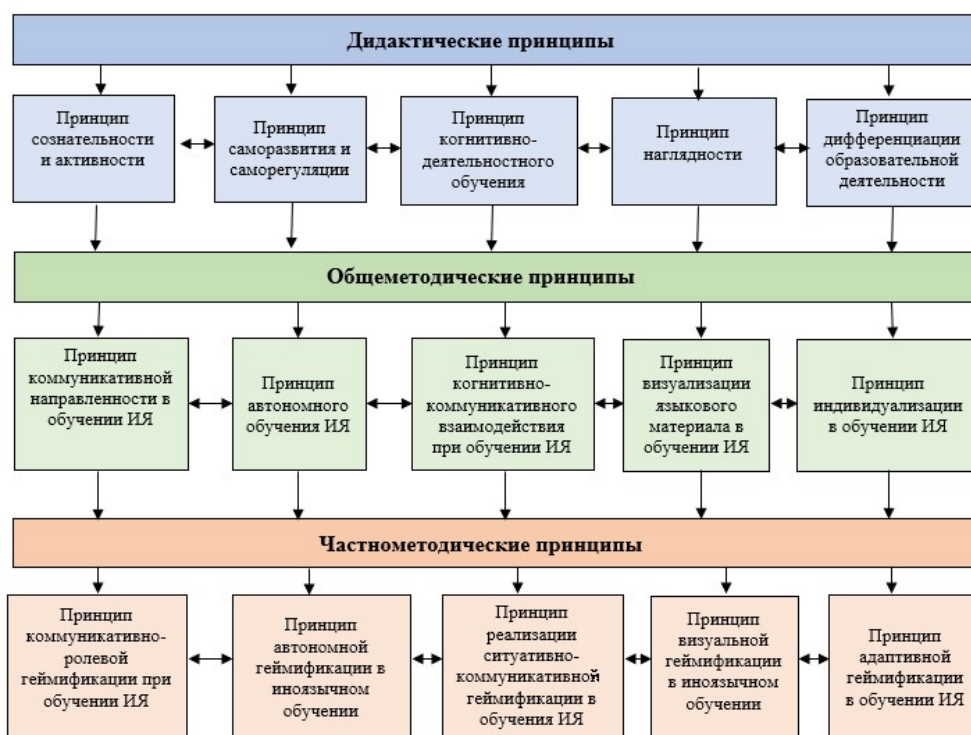 Дидактические принципы
Принцип
сознательности
и активности
Принцип
саморазвития и
саморегуляции
Принцип
когнитивно-
деятельностного
обучения
Принцип
наглядности
Принцип
дифференциации
образовательной
деятельности
Общеметодические принципы
Принцип
коммуникативной
направленности в
обучении ИЯ
Принцип
автономного
обучения ИЯ
Принцип
когнитивно-
коммуникативного
взаимодействия
при обучении ИЯ
Принцип
визуализации
языкового
материала в
обучении ИЯ
Принцип
индивидуализации
в обучении ИЯ
Частнометодические принципы
Принцип
коммуникативно-
ролевой
геймификации при
обучении ИЯ
Принцип
автономной
геймификации в
иноязычном
обучении
Принцип
реализации
ситуативно-
коммуникативной
геймификации в
обучения ИЯ
Принцип
визуальной
геймификации
в иноязычном
обучении
Принцип
адаптивной
геймификации
в обучении ИЯ